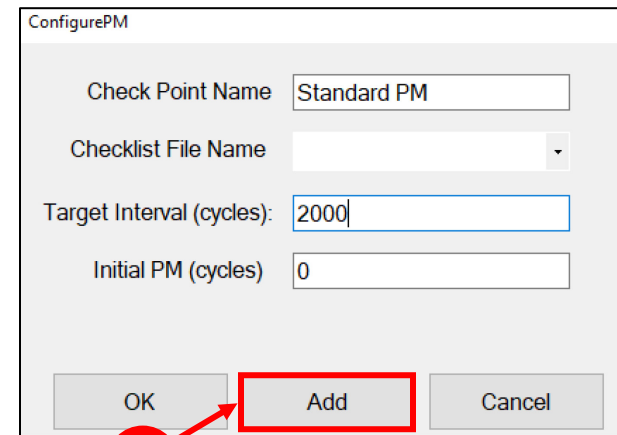 ConfigurePM
Check Point Name Standard PM
Checklist File Name
Target Interval (cycles): 2000
Initial PM (cycles) 0
OK Add Cancel